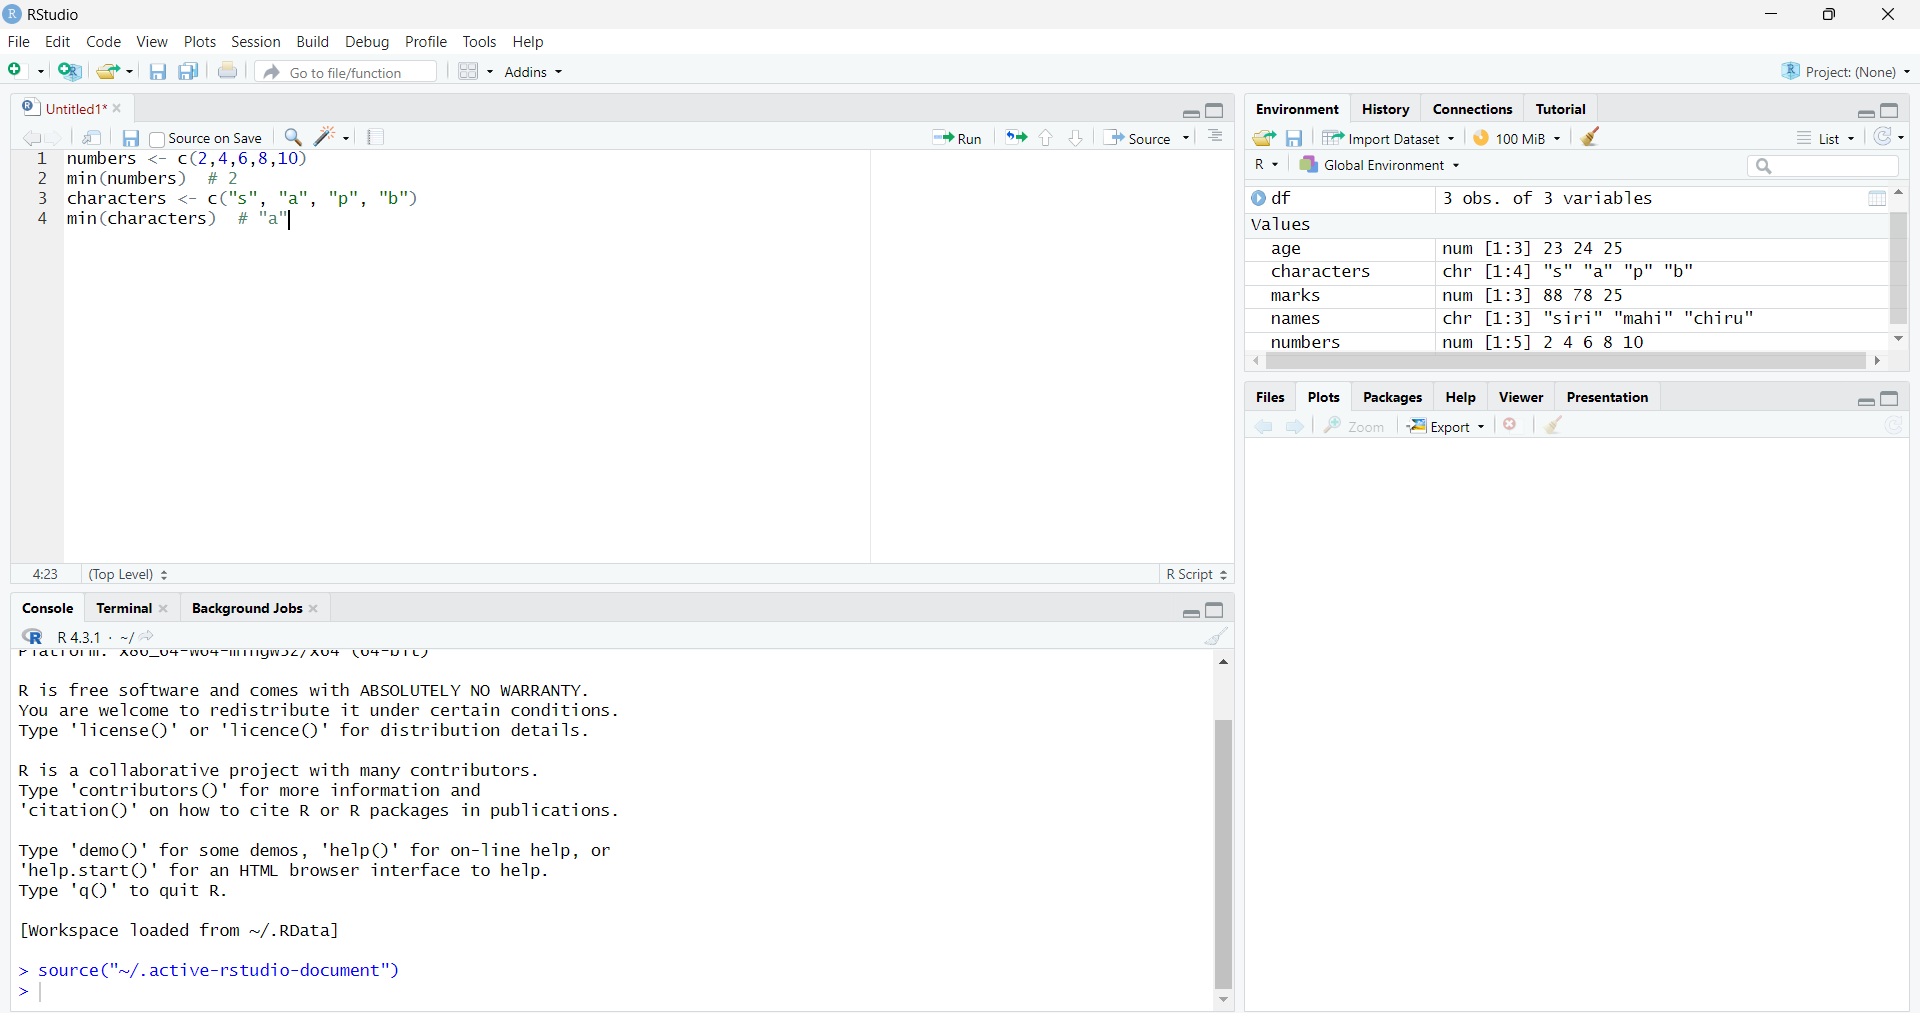 RStudio
File Edit Code View Plots Session Build Debug Profile Tools Help
Go to file/function Addins Project: (None)
Untitled1*
Source on Save Run Source
1 numbers <- c(2,4,6,8,10)
2 min(numbers) # 2
3 characters <- c("s", "a", "p", "b")
4 min(characters) # "a"
4:23 (Top Level) R Script
Console Terminal Background Jobs
R 4.3.1 · ~/
Platform: x86_64-w64-mingw32/x64 (64-bit)
R is free software and comes with ABSOLUTELY NO WARRANTY.
You are welcome to redistribute it under certain conditions.
Type 'license()' or 'licence()' for distribution details.
R is a collaborative project with many contributors.
Type 'contributors()' for more information and
'citation()' on how to cite R or R packages in publications.
Type 'demo()' for some demos, 'help()' for on-line help, or
'help.start()' for an HTML browser interface to help.
Type 'q()' to quit R.
[Workspace loaded from ~/.RData]
> source("~/.active-rstudio-document")
>
Environment History Connections Tutorial
Import Dataset 100 MiB List
R Global Environment
df 3 obs. of 3 variables
Values
age num [1:3] 23 24 25
characters chr [1:4] "s" "a" "p" "b"
marks num [1:3] 88 78 25
names chr [1:3] "siri" "mahi" "chiru"
numbers num [1:5] 2 4 6 8 10
Files Plots Packages Help Viewer Presentation
Zoom Export